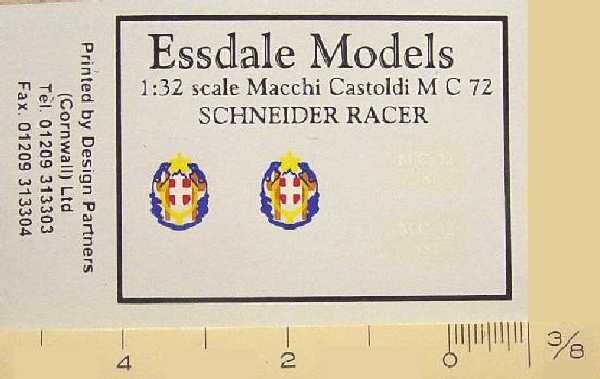 Essdale Models
1:32 scale Macchi Castoldi M C 72
SCHNEIDER RACER
Printed by Design Partners
(Cornwall) Ltd
Tel. 01209 313303
Fax. 01209 313304
4 2 0 3/8